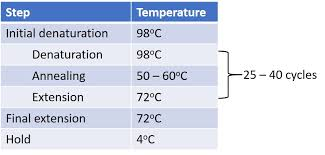 Step Temperature
Initial denaturation 98°C
Denaturation 98°C
Annealing 50 – 60°C
Extension 72°C
25 – 40 cycles
Final extension 72°C
Hold 4°C